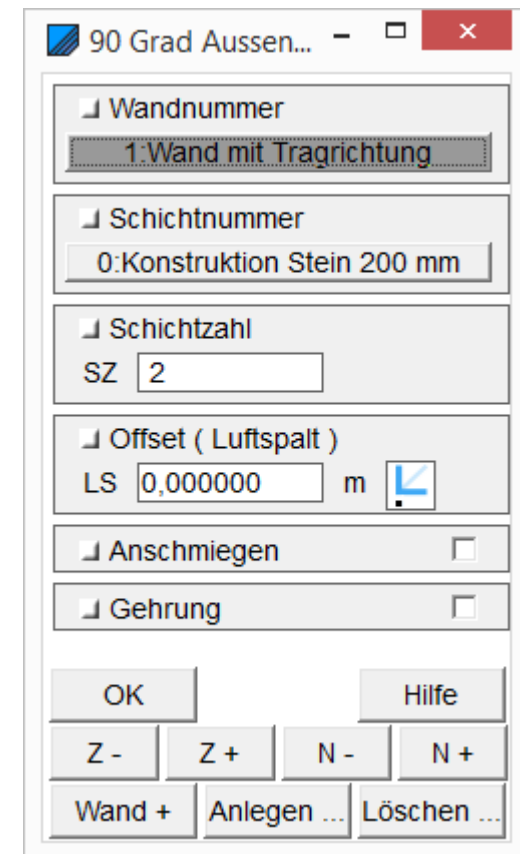 90 Grad Aussen...
Wandnummer
1:Wand mit Tragrichtung
Schichtnummer
0:Konstruktion Stein 200 mm
Schichtzahl
SZ 2
Offset ( Luftspalt )
LS 0,000000 m
Anschmiegen
Gehrung
OK Hilfe
Z - Z + N - N +
Wand + Anlegen ... Löschen ...